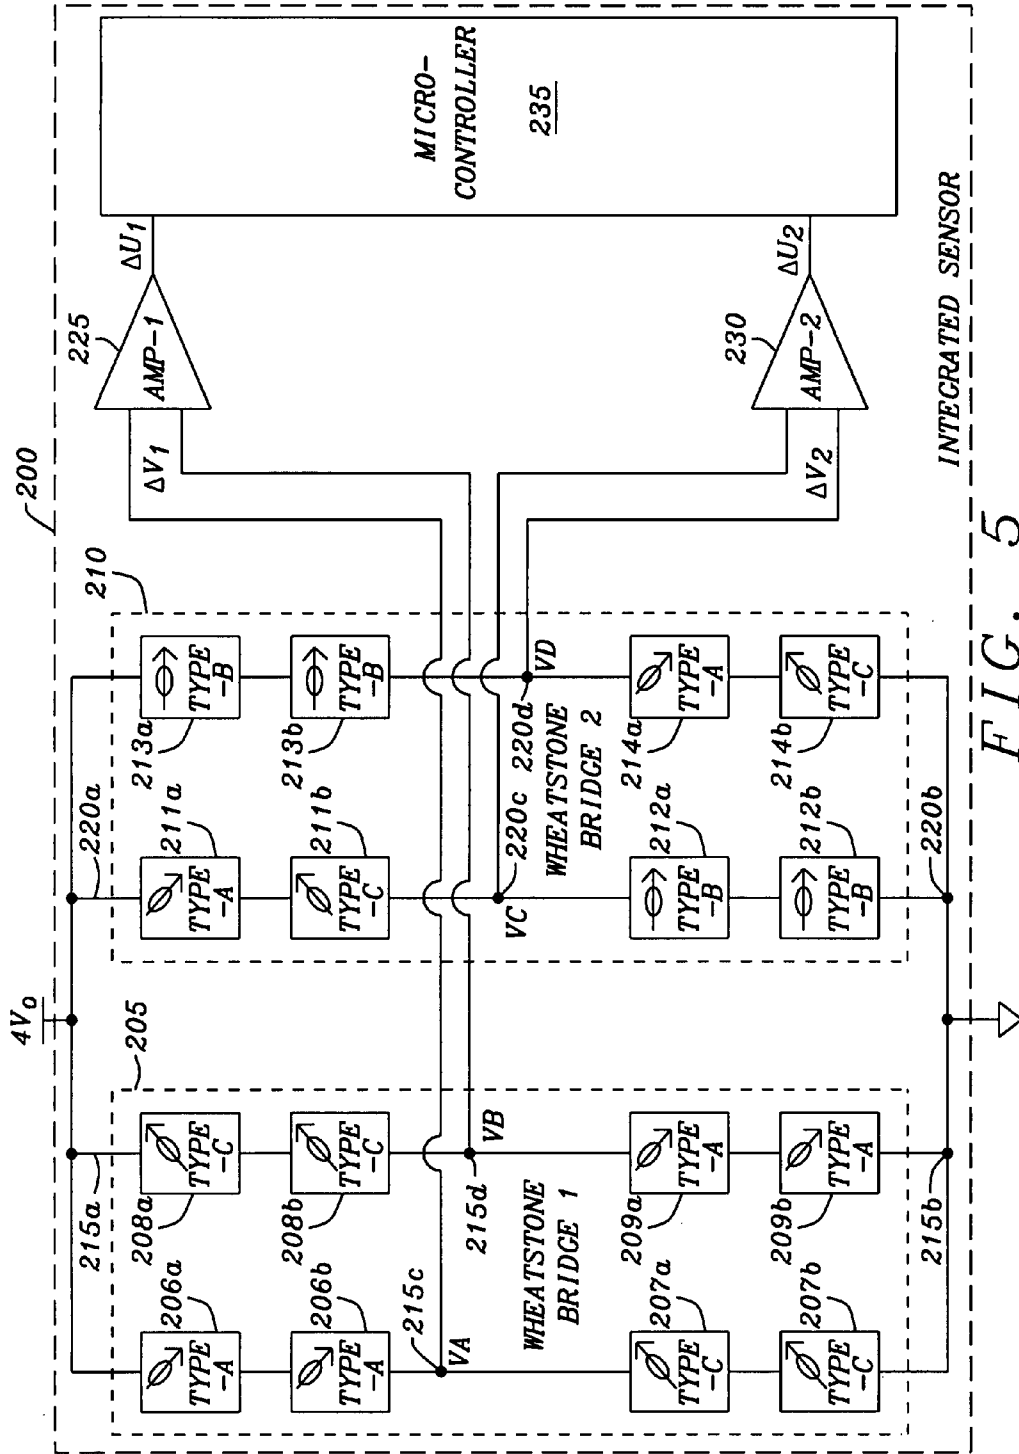 200
4V0
215a
205
220a
210
206a
208a
211a
213a
TYPE
-A
TYPE
-C
TYPE
-A
TYPE
-B
206b
208b
211b
213b
TYPE
-A
TYPE
-C
TYPE
-C
TYPE
-B
215c
VA
215d
VB
VC
220c
220d
VD
WHEATSTONE
BRIDGE 1
WHEATSTONE
BRIDGE 2
207a
209a
212a
214a
TYPE
-C
TYPE
-A
TYPE
-B
TYPE
-A
207b
209b
212b
214b
TYPE
-C
TYPE
-A
TYPE
-B
TYPE
-C
215b
220b
225
AMP-1
ΔV1
ΔU1
230
AMP-2
ΔV2
ΔU2
MICRO-
CONTROLLER
235
INTEGRATED SENSOR
FIG. 5